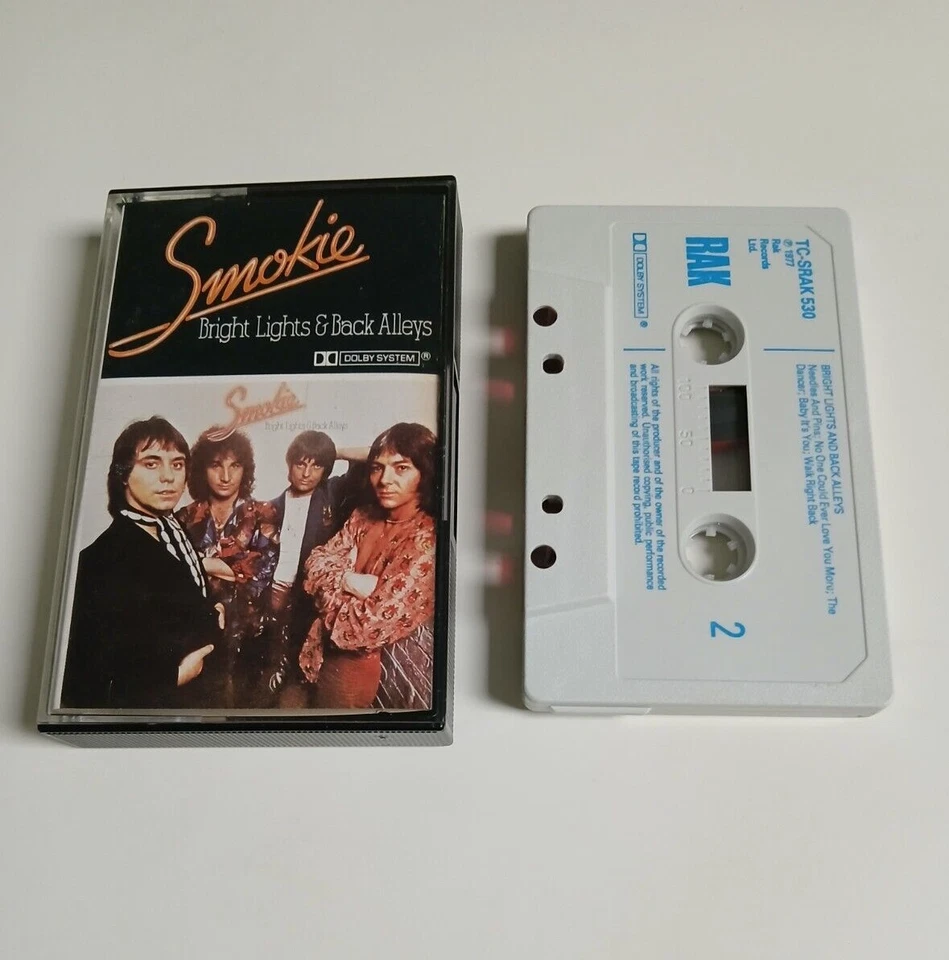 Smokie
Bright Lights & Back Alleys
DOLBY SYSTEM ®
Smokie
Bright Lights & Back Alleys
TC-SRAK 530
℗ 1977
Rak
Records
Ltd.
RAK
DOLBY SYSTEM ®
BRIGHT LIGHTS AND BACK ALLEYS
Needles And Pins; No One Could Ever Love You More; The
Dancer; Baby It's You; Walk Right Back
100 50 0
All rights of the producer and of the owner of the recorded
work reserved. Unauthorised copying, public performance
and broadcasting of this tape record prohibited.
2